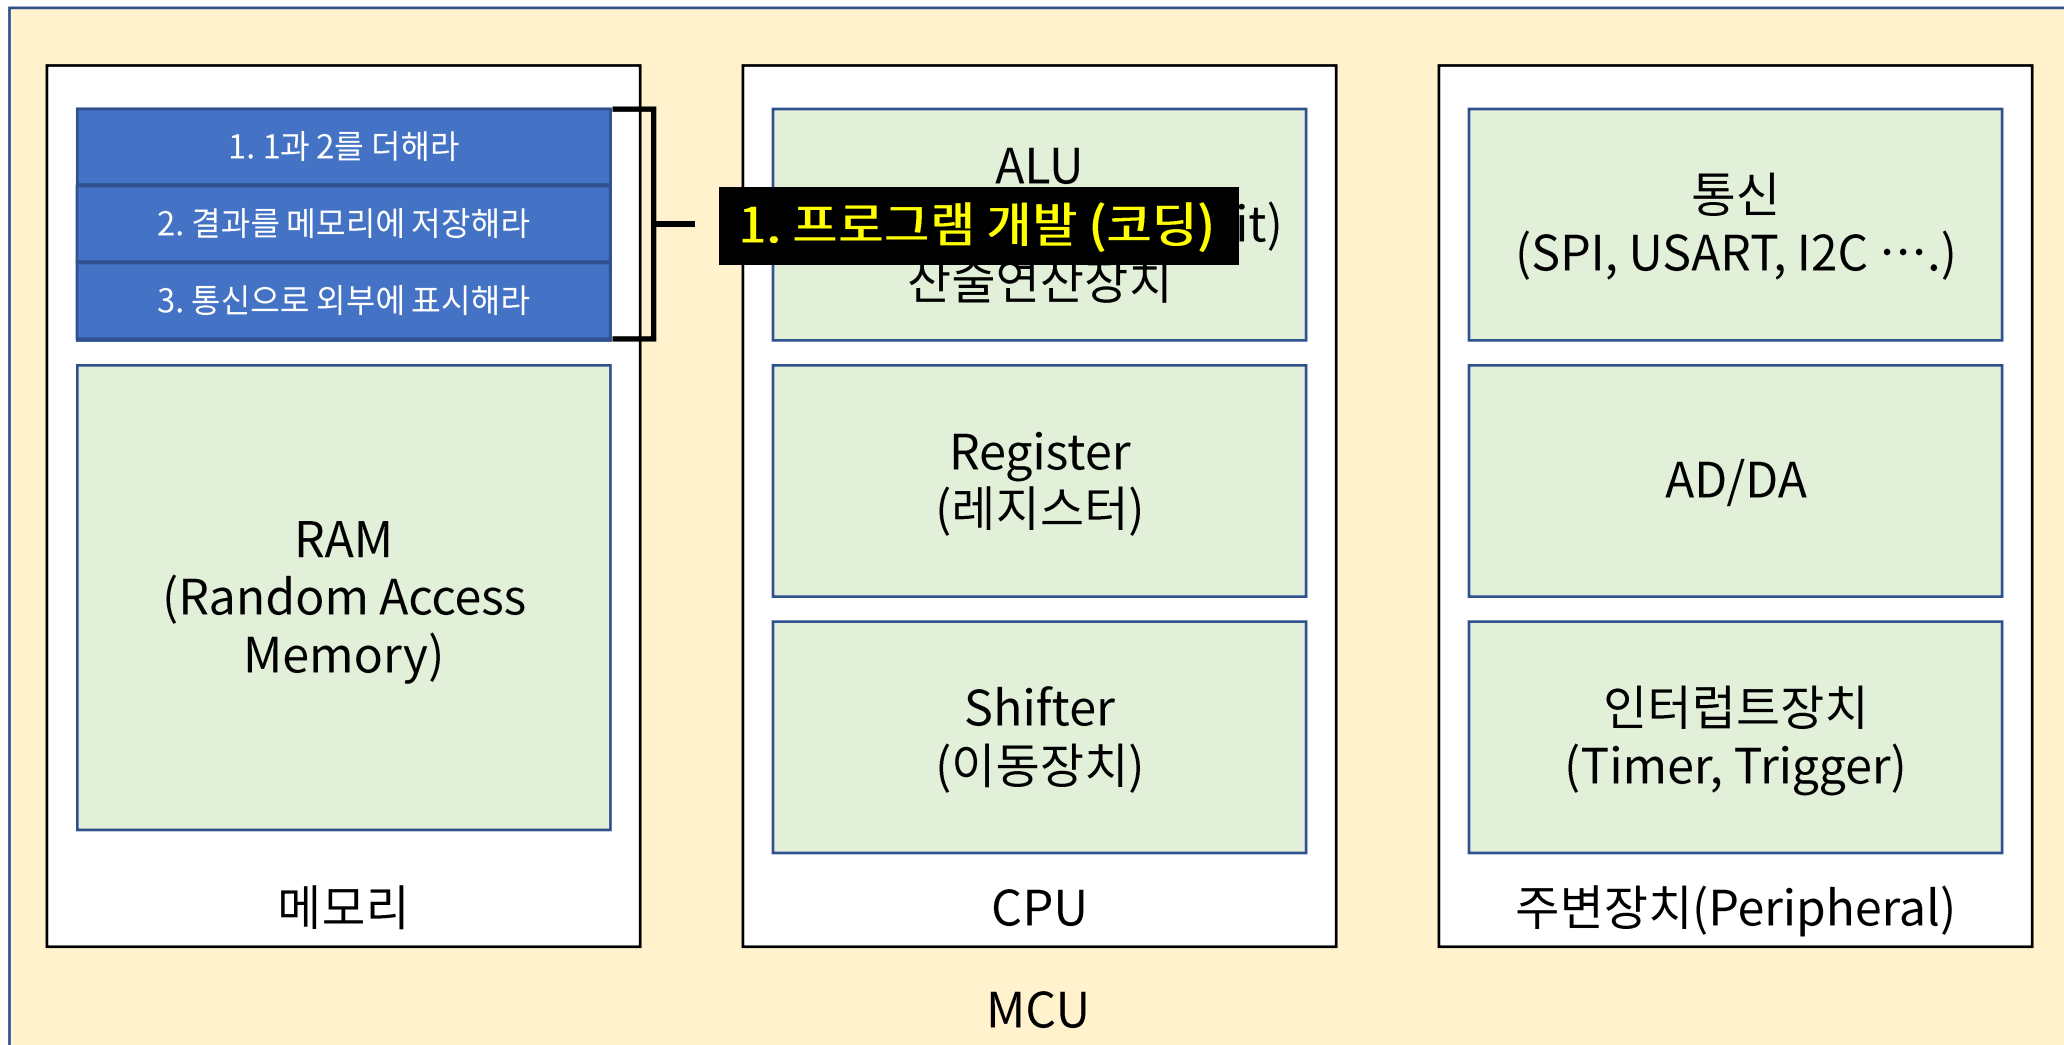 1. 1과 2를 더해라
2. 결과를 메모리에 저장해라
3. 통신으로 외부에 표시해라
RAM
(Random Access
Memory)
메모리
1. 프로그램 개발 (코딩)
ALU
it)
산술연산장치
Register
(레지스터)
Shifter
(이동장치)
CPU
통신
(SPI, USART, I2C ….)
AD/DA
인터럽트장치
(Timer, Trigger)
주변장치(Peripheral)
MCU